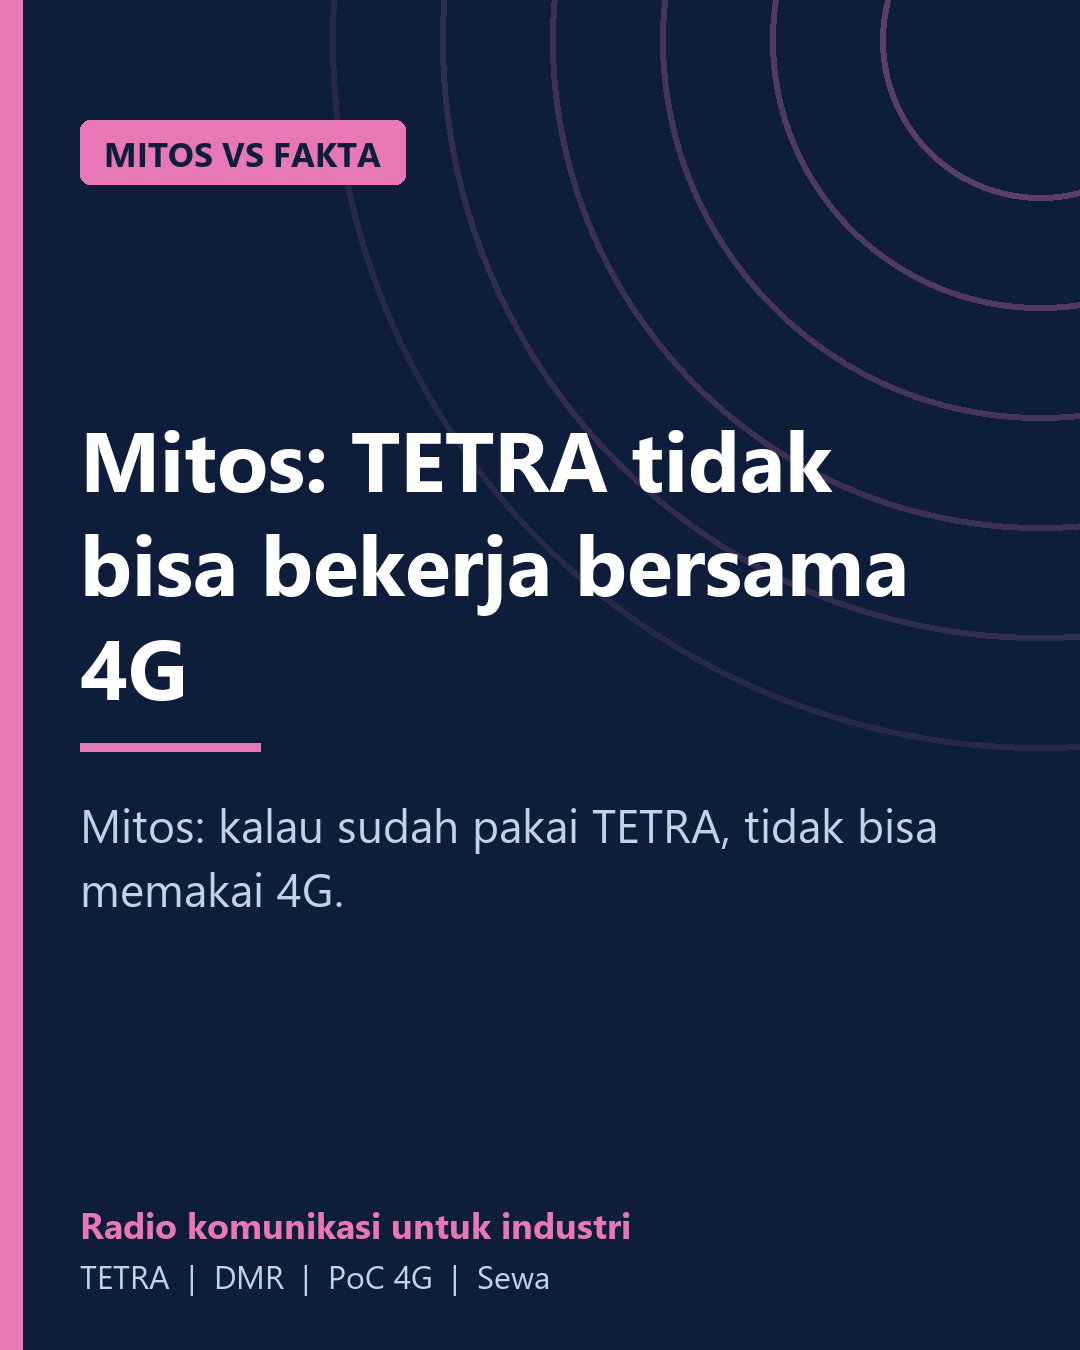 MITOS VS FAKTA
Mitos: TETRA tidak
bisa bekerja bersama
4G
Mitos: kalau sudah pakai TETRA, tidak bisa
memakai 4G.
Radio komunikasi untuk industri
TETRA | DMR | PoC 4G | Sewa